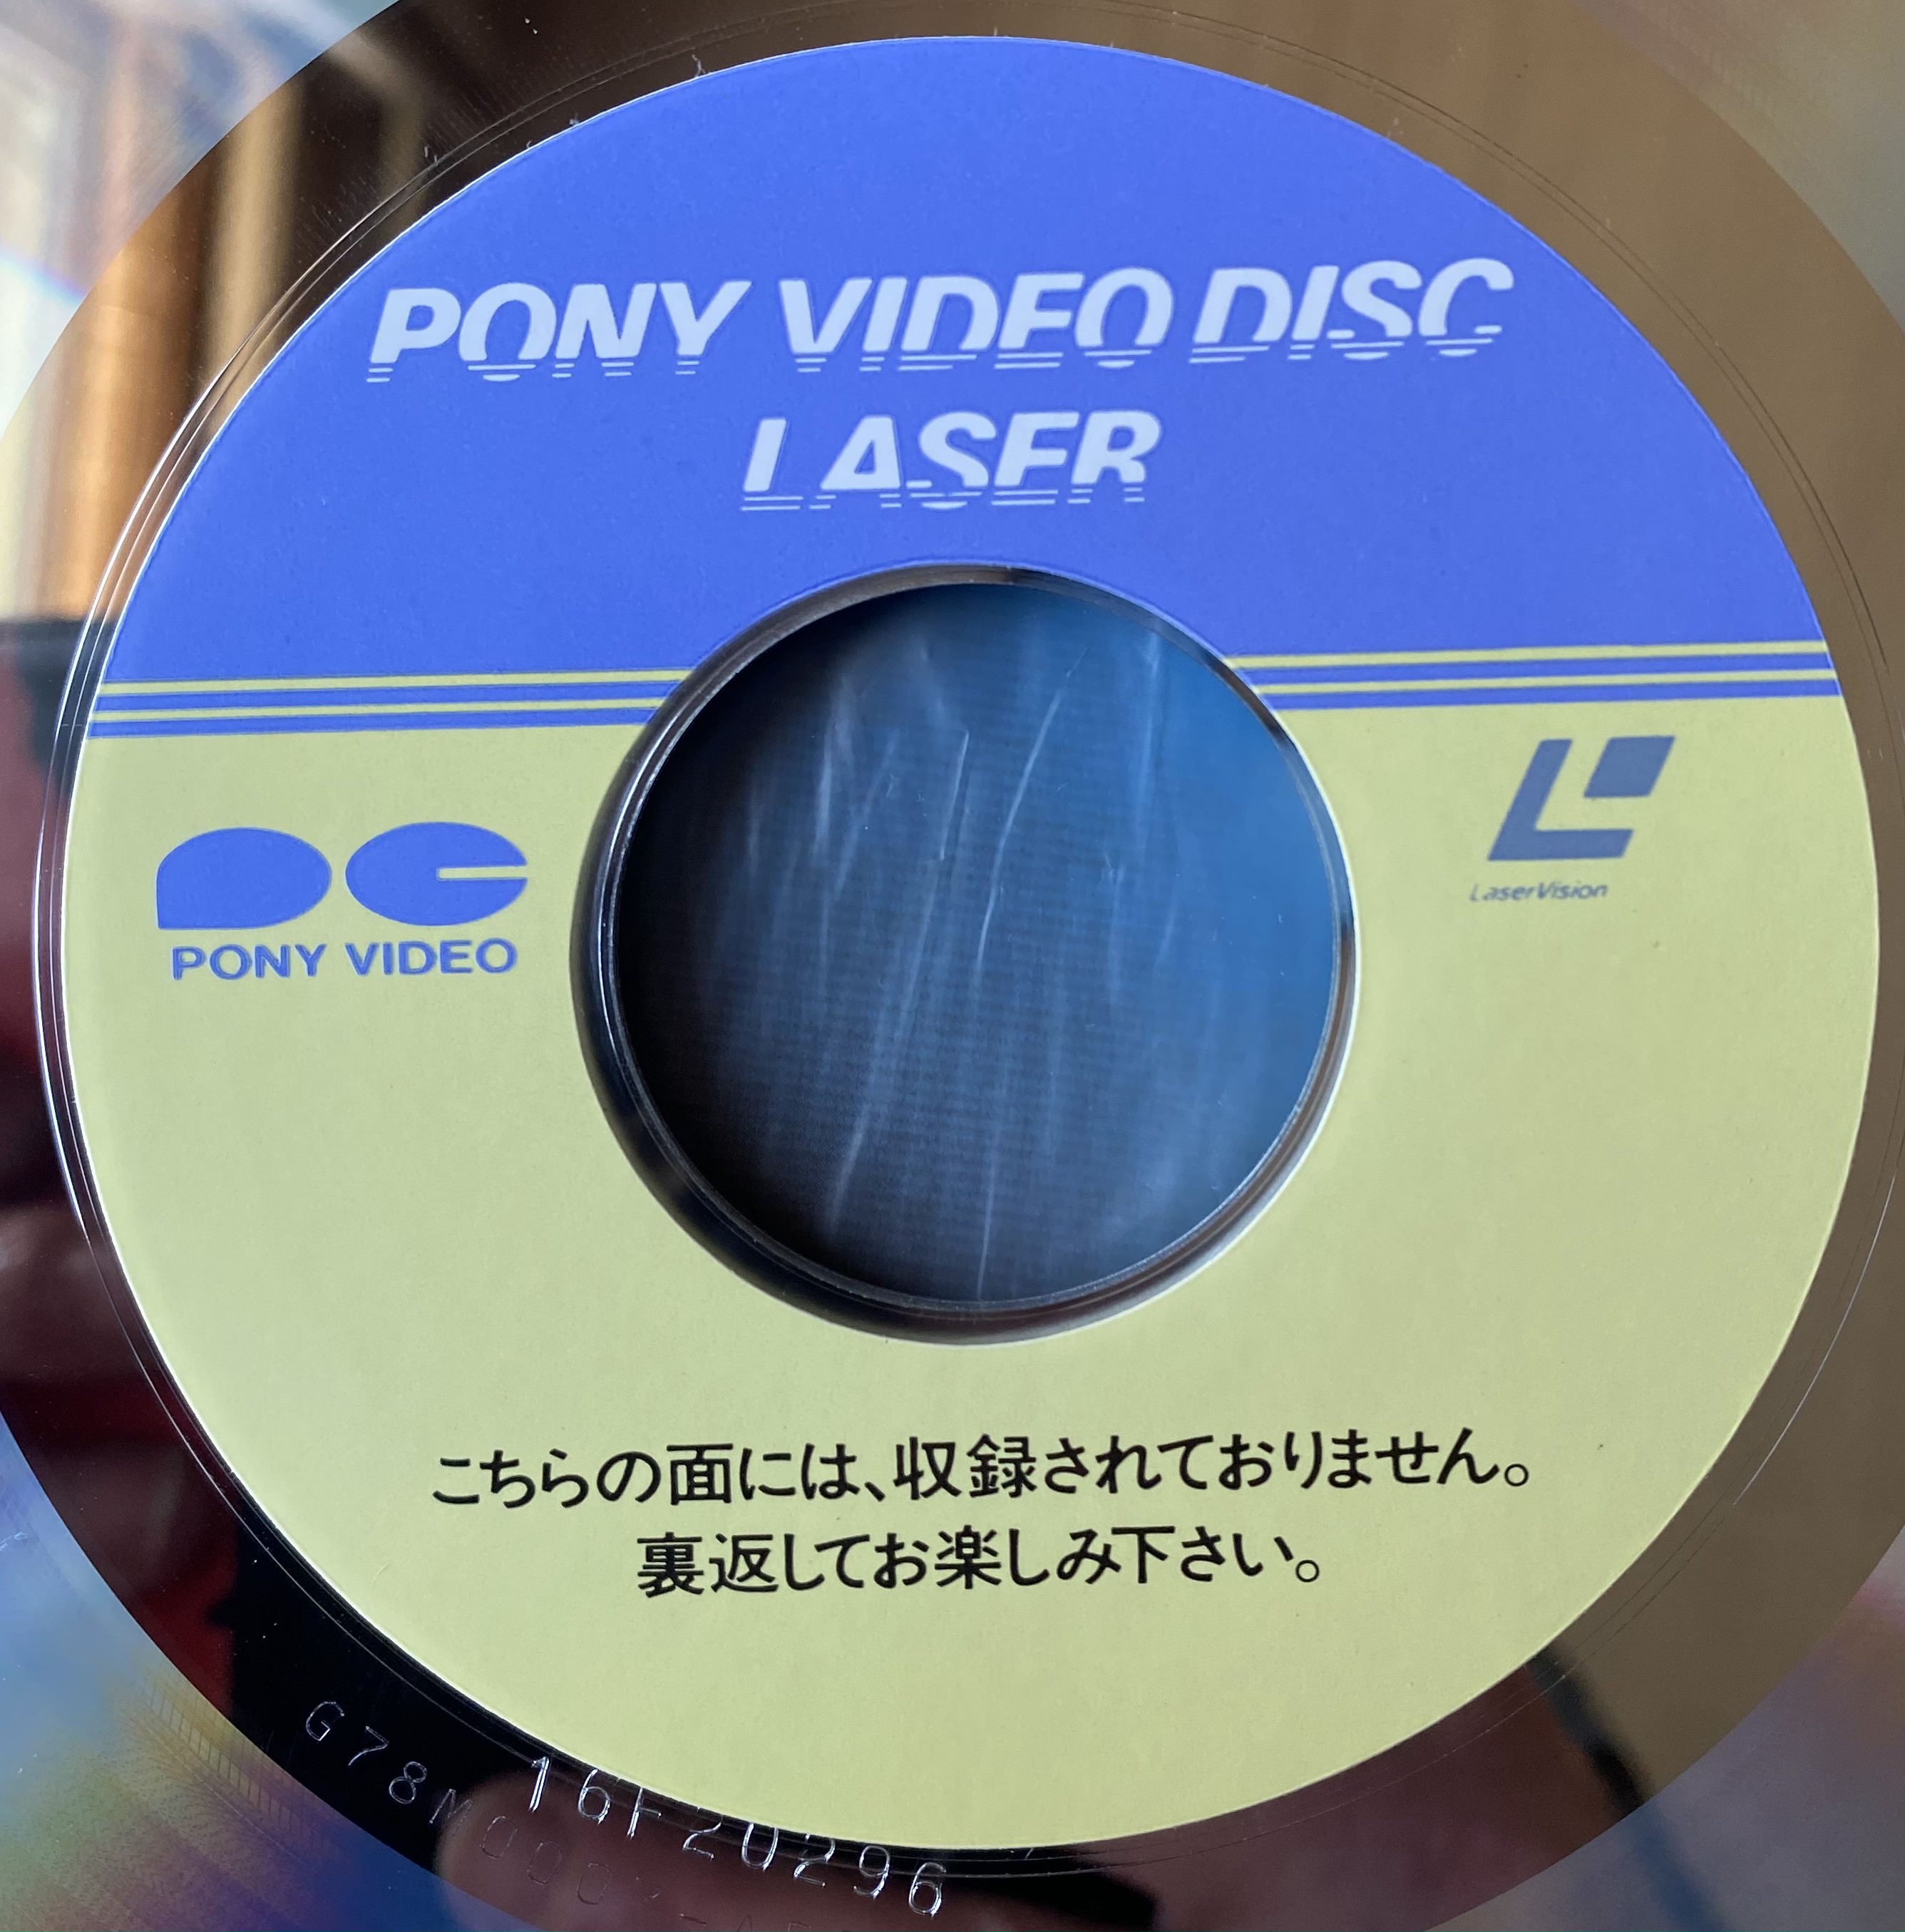 PONY VIDEO DISC
LASER
PONY VIDEO
LaserVision
こちらの面には、収録されておりません。
裏返してお楽しみ下さい。
16F20296